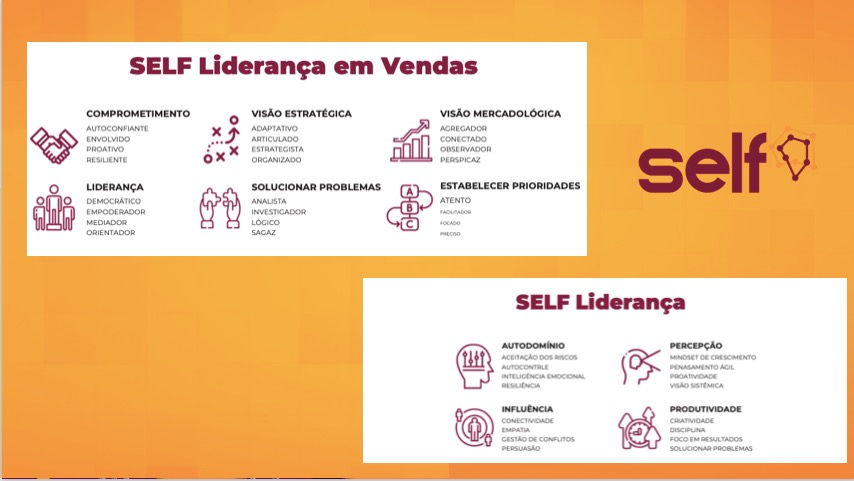 SELF Liderança em Vendas
COMPROMETIMENTO
AUTOCONFIANTE
ENVOLVIDO
PROATIVO
RESILIENTE
VISÃO ESTRATÉGICA
ADAPTATIVO
ARTICULADO
ESTRATEGISTA
ORGANIZADO
VISÃO MERCADOLÓGICA
AGREGADOR
CONECTADO
OBSERVADOR
PERSPICAZ
LIDERANÇA
DEMOCRÁTICO
EMPODERADOR
MEDIADOR
ORIENTADOR
SOLUCIONAR PROBLEMAS
ANALISTA
INVESTIGADOR
LÓGICO
SAGAZ
A
B
C
ESTABELECER PRIORIDADES
ATENTO
FACILITADOR
FOCADO
PRECISO
self
SELF Liderança
AUTODOMÍNIO
ACEITAÇÃO DOS RISCOS
AUTOCONTRLE
INTELIGÊNCIA EMOCIONAL
RESILIÊNCIA
PERCEPÇÃO
MINDSET DE CRESCIMENTO
PENASAMENTO ÁGIL
PROATIVIDADE
VISÃO SISTÊMICA
INFLUÊNCIA
CONECTIVIDADE
EMPATIA
GESTÃO DE CONFLITOS
PERSUASÃO
PRODUTIVIDADE
CRIATIVIDADE
DISCIPLINA
FOCO EM RESULTADOS
SOLUCIONAR PROBLEMAS